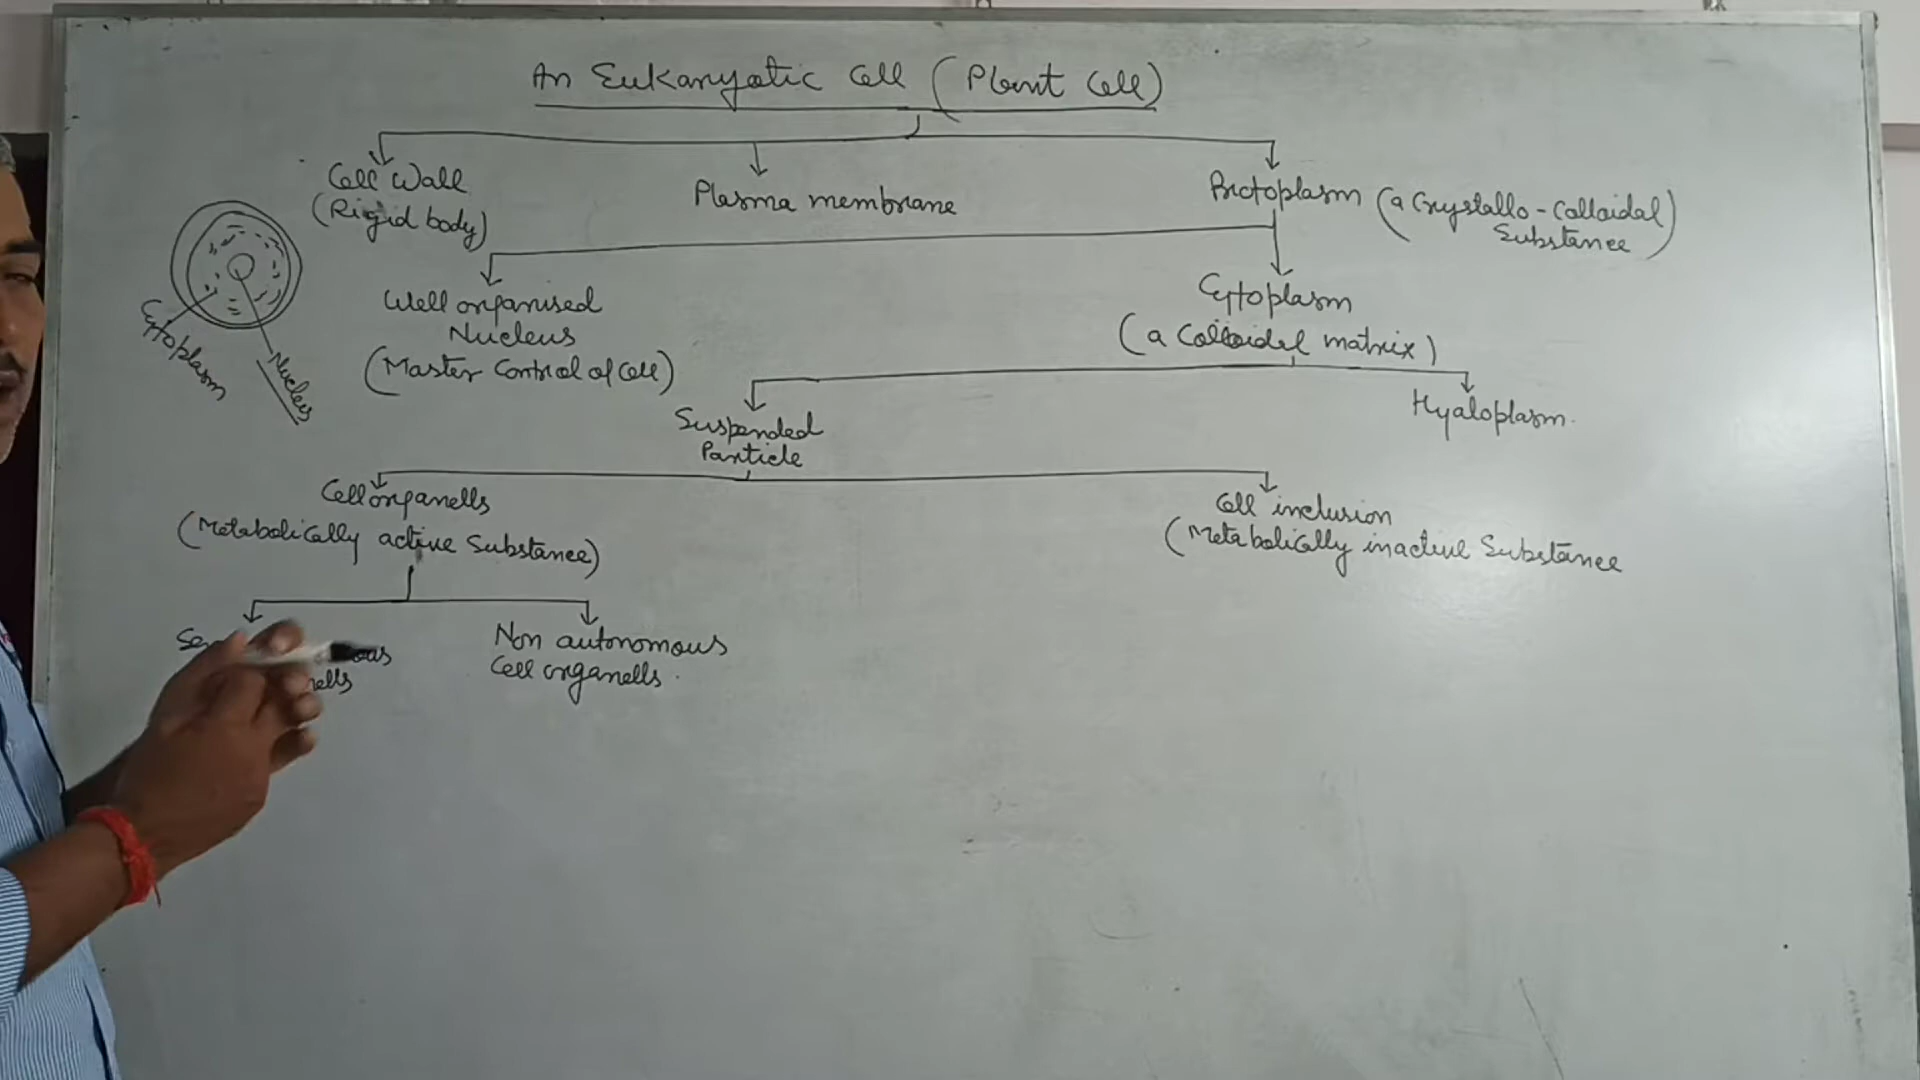 An Eukaryotic Cell (Plant Cell)
Cell Wall
(Rigid body)
Plasma membrane
Protoplasm (a Crystallo-Colloidal
Substance)
Well organised
Nucleus
(Master Control of Cell)
Cytoplasm
(a Colloidal matrix)
Cytoplasm
Nucleus
Suspended
Particle
Hyaloplasm.
Cell organells
(Metabolically active Substance)
Cell inclusion
(Metabolically inactive Substance
Non autonomous
Cell organells.